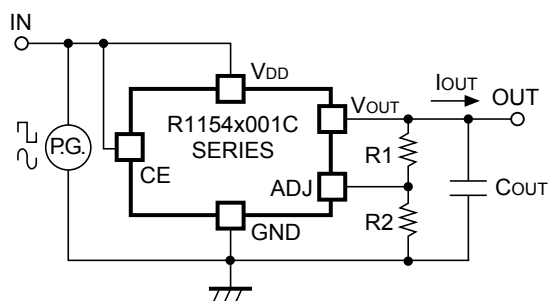 IN
VDD
IOUT
OUT
R1154x001C
SERIES
VOUT
P.G.
R1
CE
ADJ
COUT
R2
GND